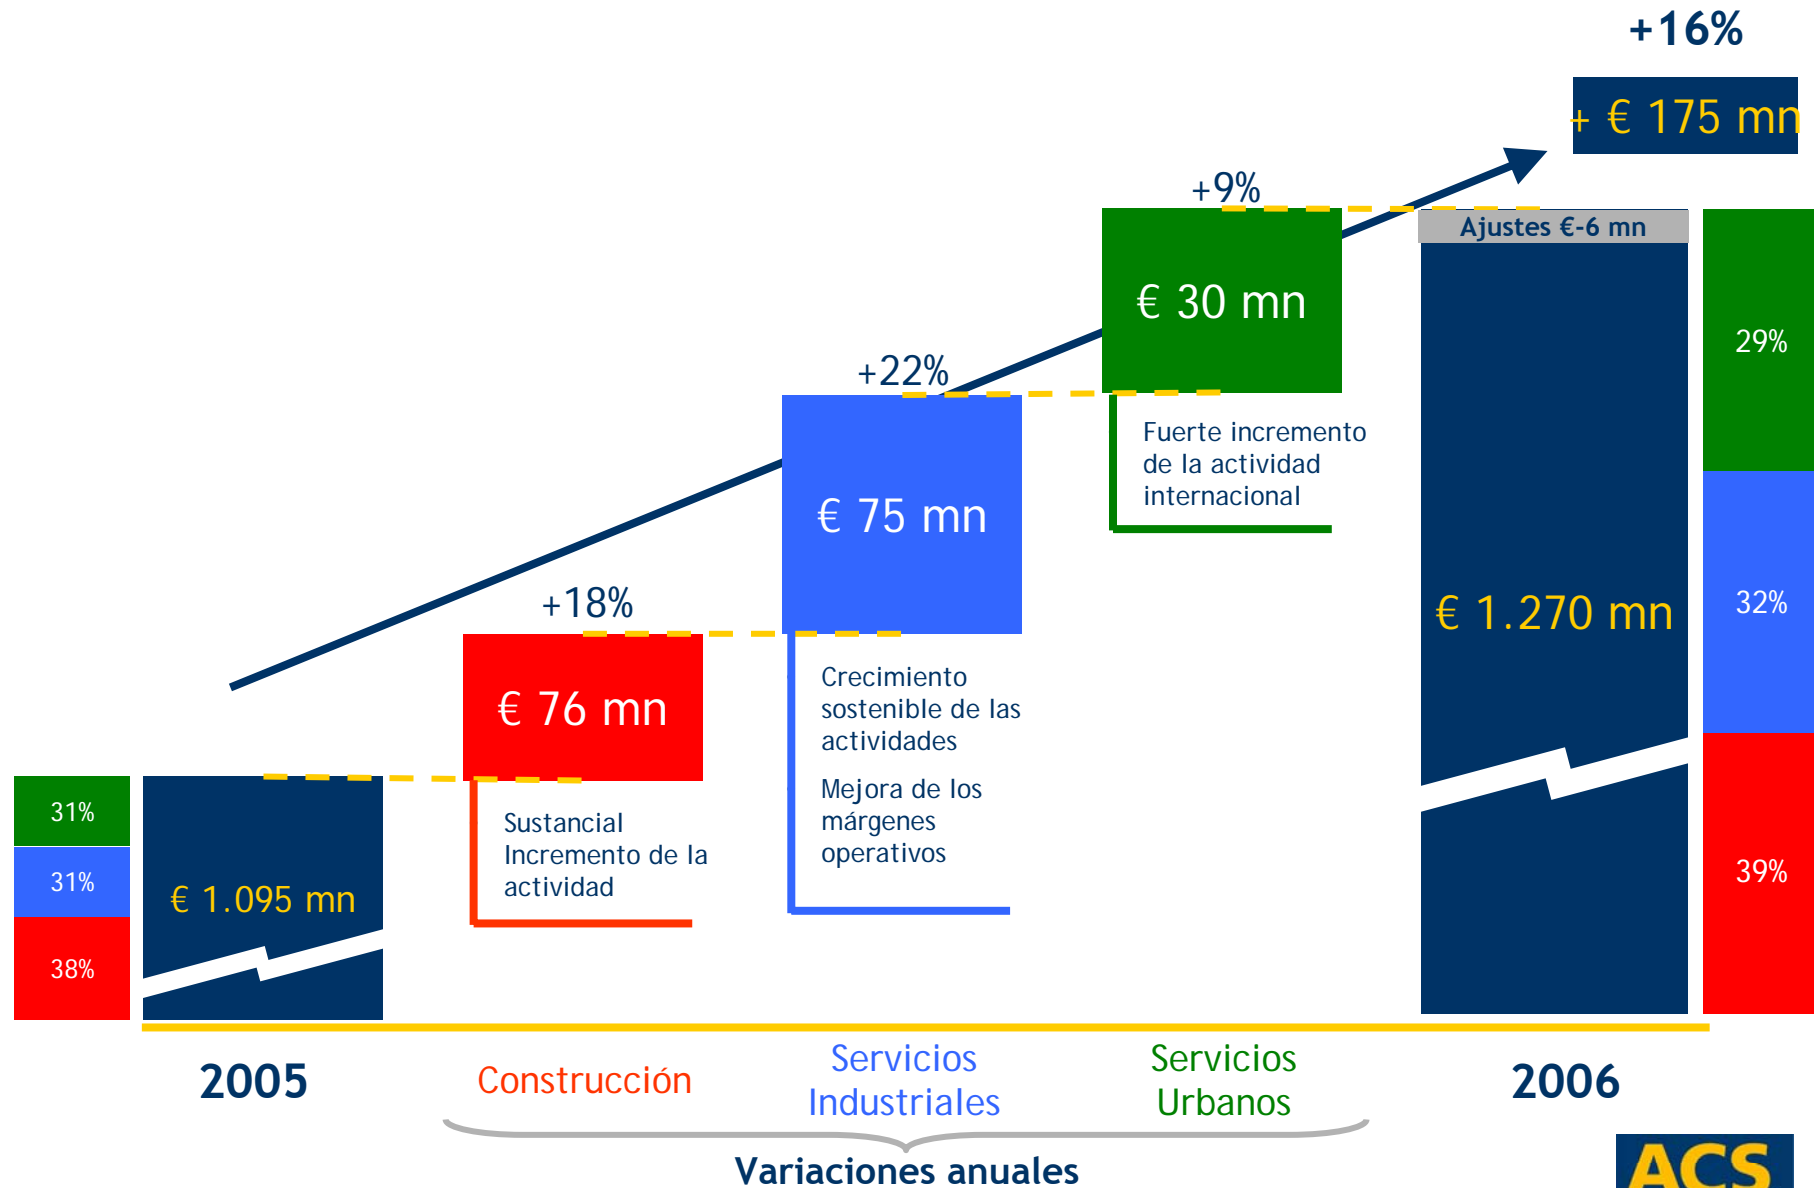 +16%
+ € 175 mn
+9%
Ajustes €-6 mn
€ 30 mn
29%
+22%
Fuerte incremento
de la actividad
internacional
€ 75 mn
+18%
€ 1.270 mn
32%
€ 76 mn
Crecimiento
sostenible de las
actividades
Mejora de los
márgenes
operativos
31%
Sustancial
Incremento de la
actividad
31%
€ 1.095 mn
39%
38%
2005
Construcción
Servicios
Industriales
Servicios
Urbanos
2006
Variaciones anuales
ACS